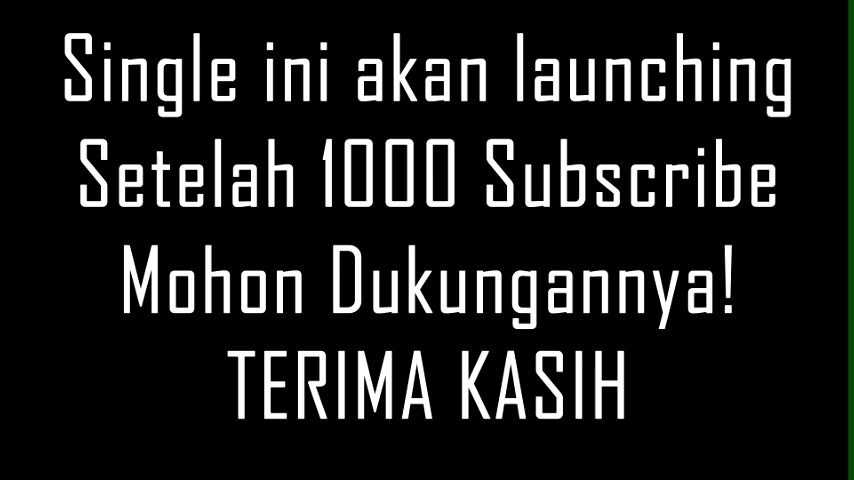 Single ini akan launching
Setelah 1000 Subscribe
Mohon Dukungannya!
TERIMA KASIH